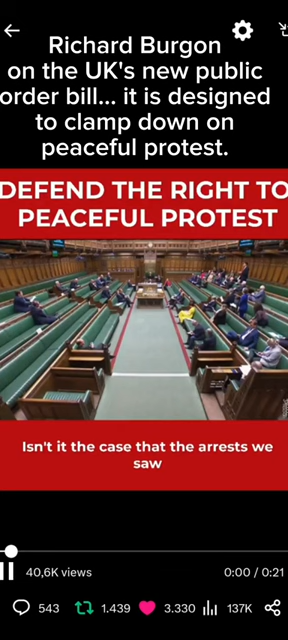 Richard Burgon
on the UK's new public
order bill... it is designed
to clamp down on
peaceful protest.
DEFEND THE RIGHT TO
PEACEFUL PROTEST
Isn't it the case that the arrests we
saw
40,6K views
0:00 / 0:21
543
1.439
3.330
137K